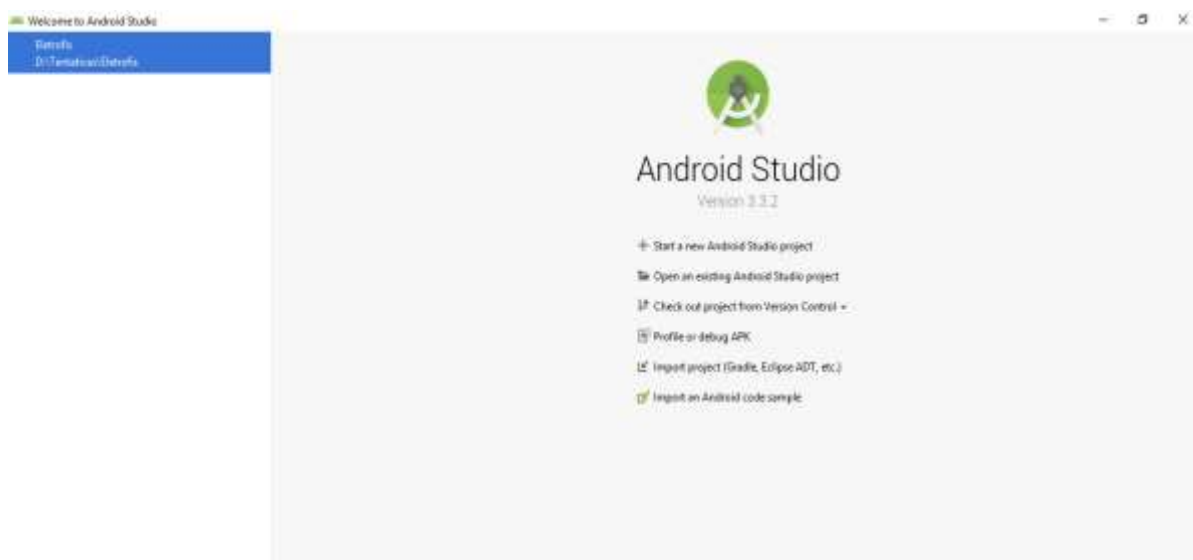 Welcome to Android Studio
Android Studio
Version 3.3.2
Start a new Android Studio project
Open an existing Android Studio project
Check out project from Version Control
Profile or debug APK
Import project (Gradle, Eclipse ADT, etc.)
Import an Android code sample